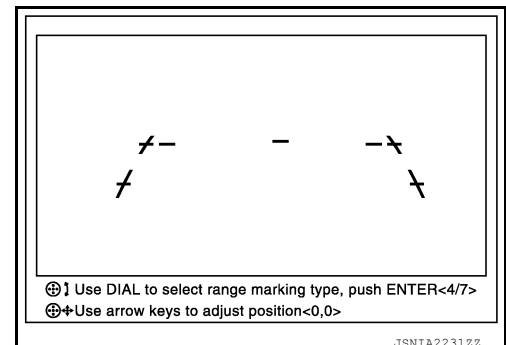 Use DIAL to select range marking type, push ENTER<4/7>
Use arrow keys to adjust position<0,0>
JSNIA2231ZZ